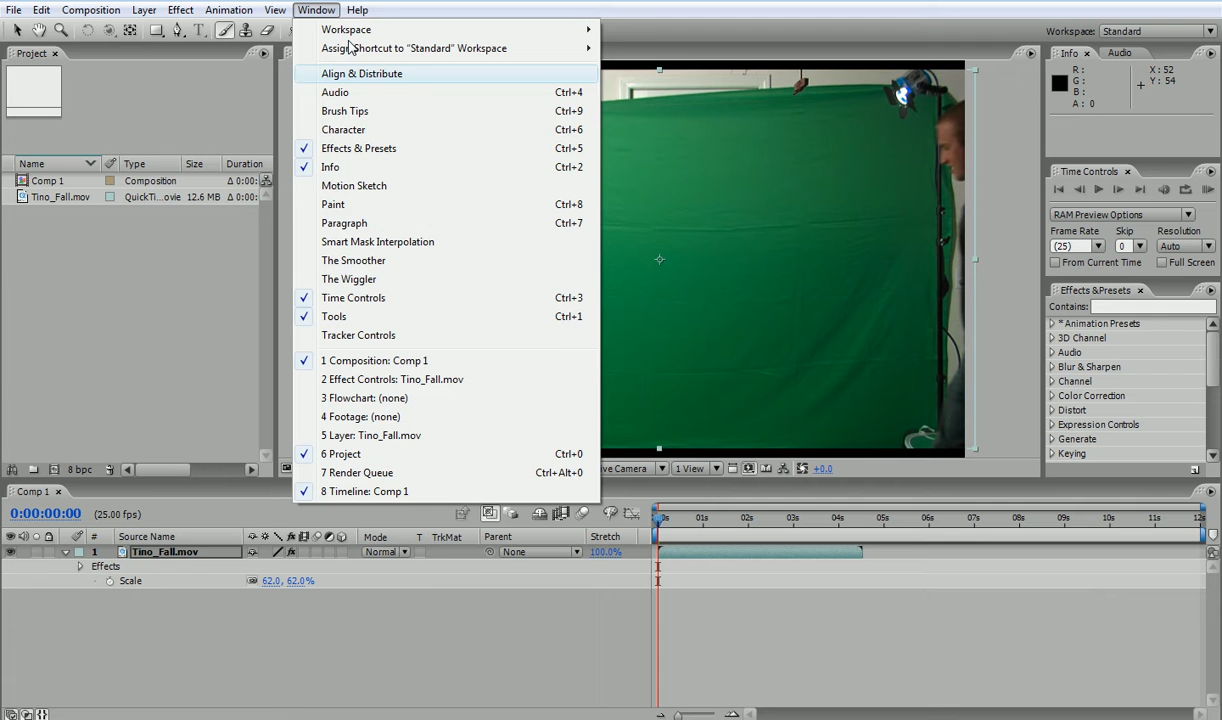 File Edit Composition Layer Effect Animation View Window Help
Workspace: Standard
Project ×
Name Type Size Duration
Comp 1 Composition Δ 0:00:
Tino_Fall.mov QuickTi...ovie 12.6 MB Δ 0:00:
8 bpc
Workspace
Assign Shortcut to "Standard" Workspace
Align & Distribute
Audio Ctrl+4
Brush Tips Ctrl+9
Character Ctrl+6
Effects & Presets Ctrl+5
Info Ctrl+2
Motion Sketch
Paint Ctrl+8
Paragraph Ctrl+7
Smart Mask Interpolation
The Smoother
The Wiggler
Time Controls Ctrl+3
Tools Ctrl+1
Tracker Controls
1 Composition: Comp 1
2 Effect Controls: Tino_Fall.mov
3 Flowchart: (none)
4 Footage: (none)
5 Layer: Tino_Fall.mov
6 Project Ctrl+0
7 Render Queue Ctrl+Alt+0
8 Timeline: Comp 1
ve Camera 1 View +0.0
Info × Audio
R : X : 52
G : Y : 54
B :
A : 0
Time Controls ×
RAM Preview Options
Frame Rate Skip Resolution
(25) 0 Auto
From Current Time Full Screen
Effects &Presets ×
Contains:
* Animation Presets
3D Channel
Audio
Blur & Sharpen
Channel
Color Correction
Distort
Expression Controls
Generate
Keying
Comp 1 ×
0:00:00:00 (25.00 fps)
0s 01s 02s 03s 04s 05s 06s 07s 08s 09s 10s 11s 12s
# Source Name Mode T TrkMat Parent Stretch
1 Tino_Fall.mov Normal None 100.0%
Effects
Scale 62.0, 62.0%